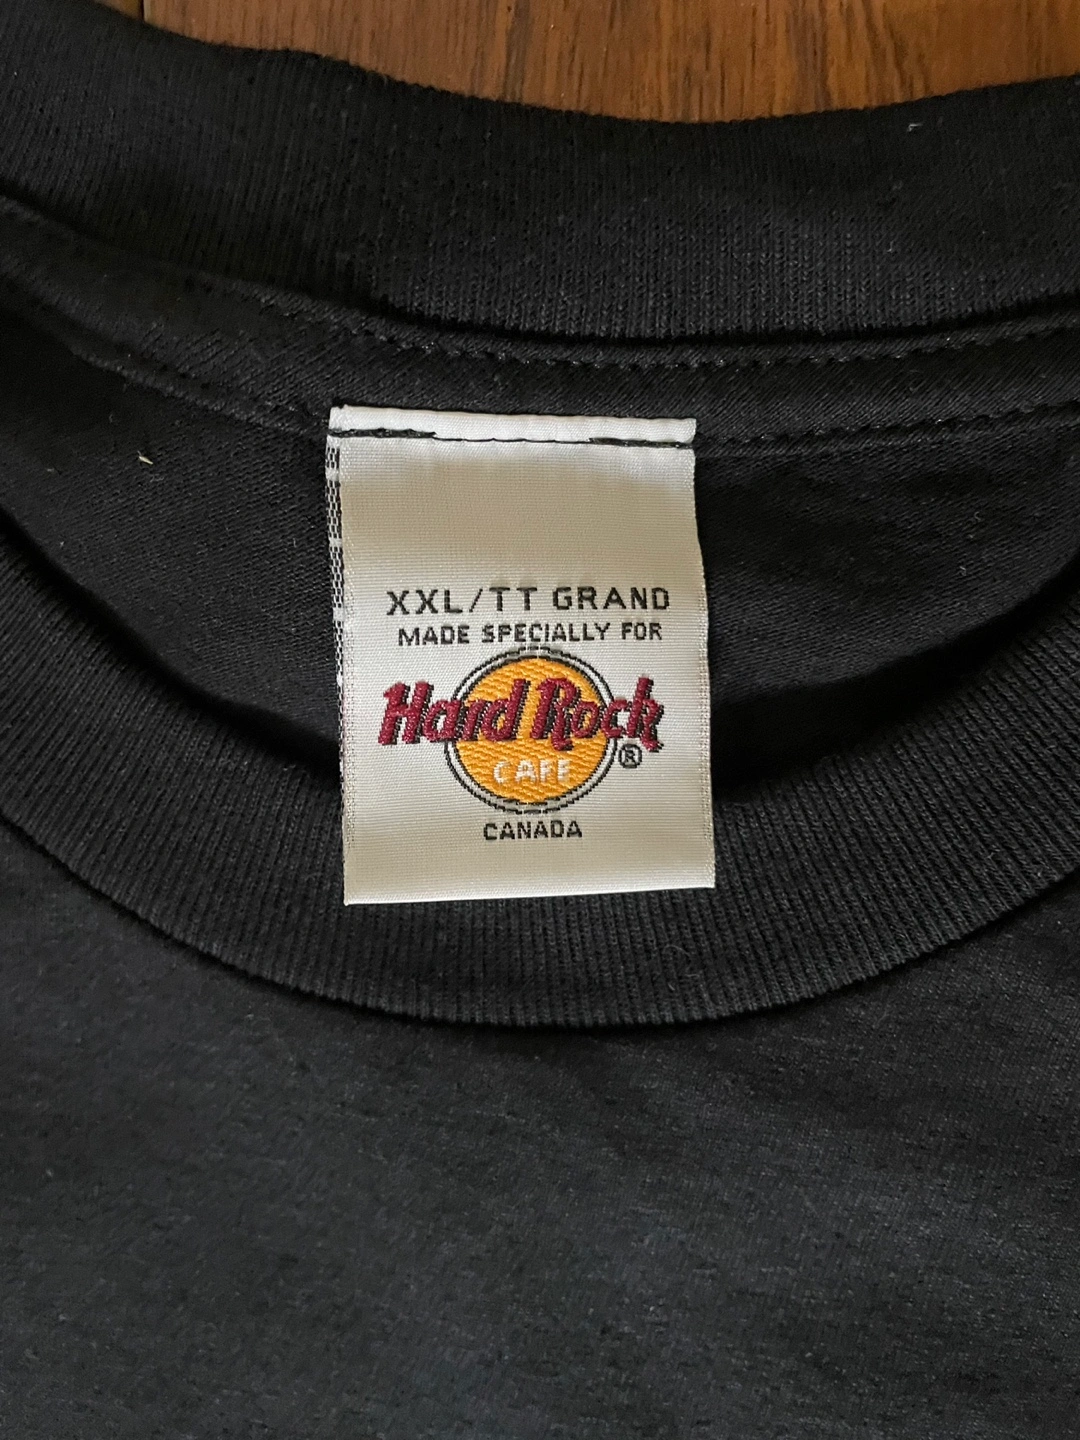 XXL/TT GRAND
MADE SPECIALLY FOR
Hard Rock
CAFE ®
CANADA